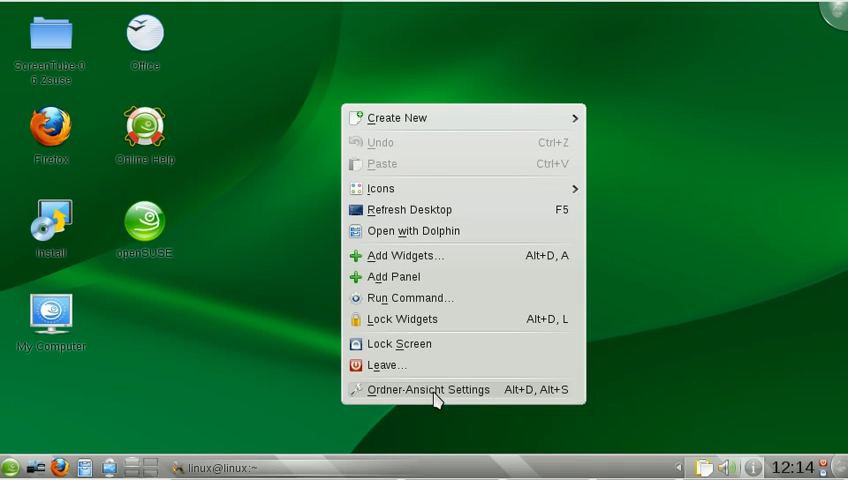 ScreenTube-0
6.2suse
Office
Firefox
Online Help
Install
openSUSE
My Computer
Create New
Undo Ctrl+Z
Paste Ctrl+V
Icons
Refresh Desktop F5
Open with Dolphin
Add Widgets... Alt+D, A
Add Panel
Run Command...
Lock Widgets Alt+D, L
Lock Screen
Leave...
Ordner-Ansicht Settings Alt+D, Alt+S
linux@linux:~
12:14